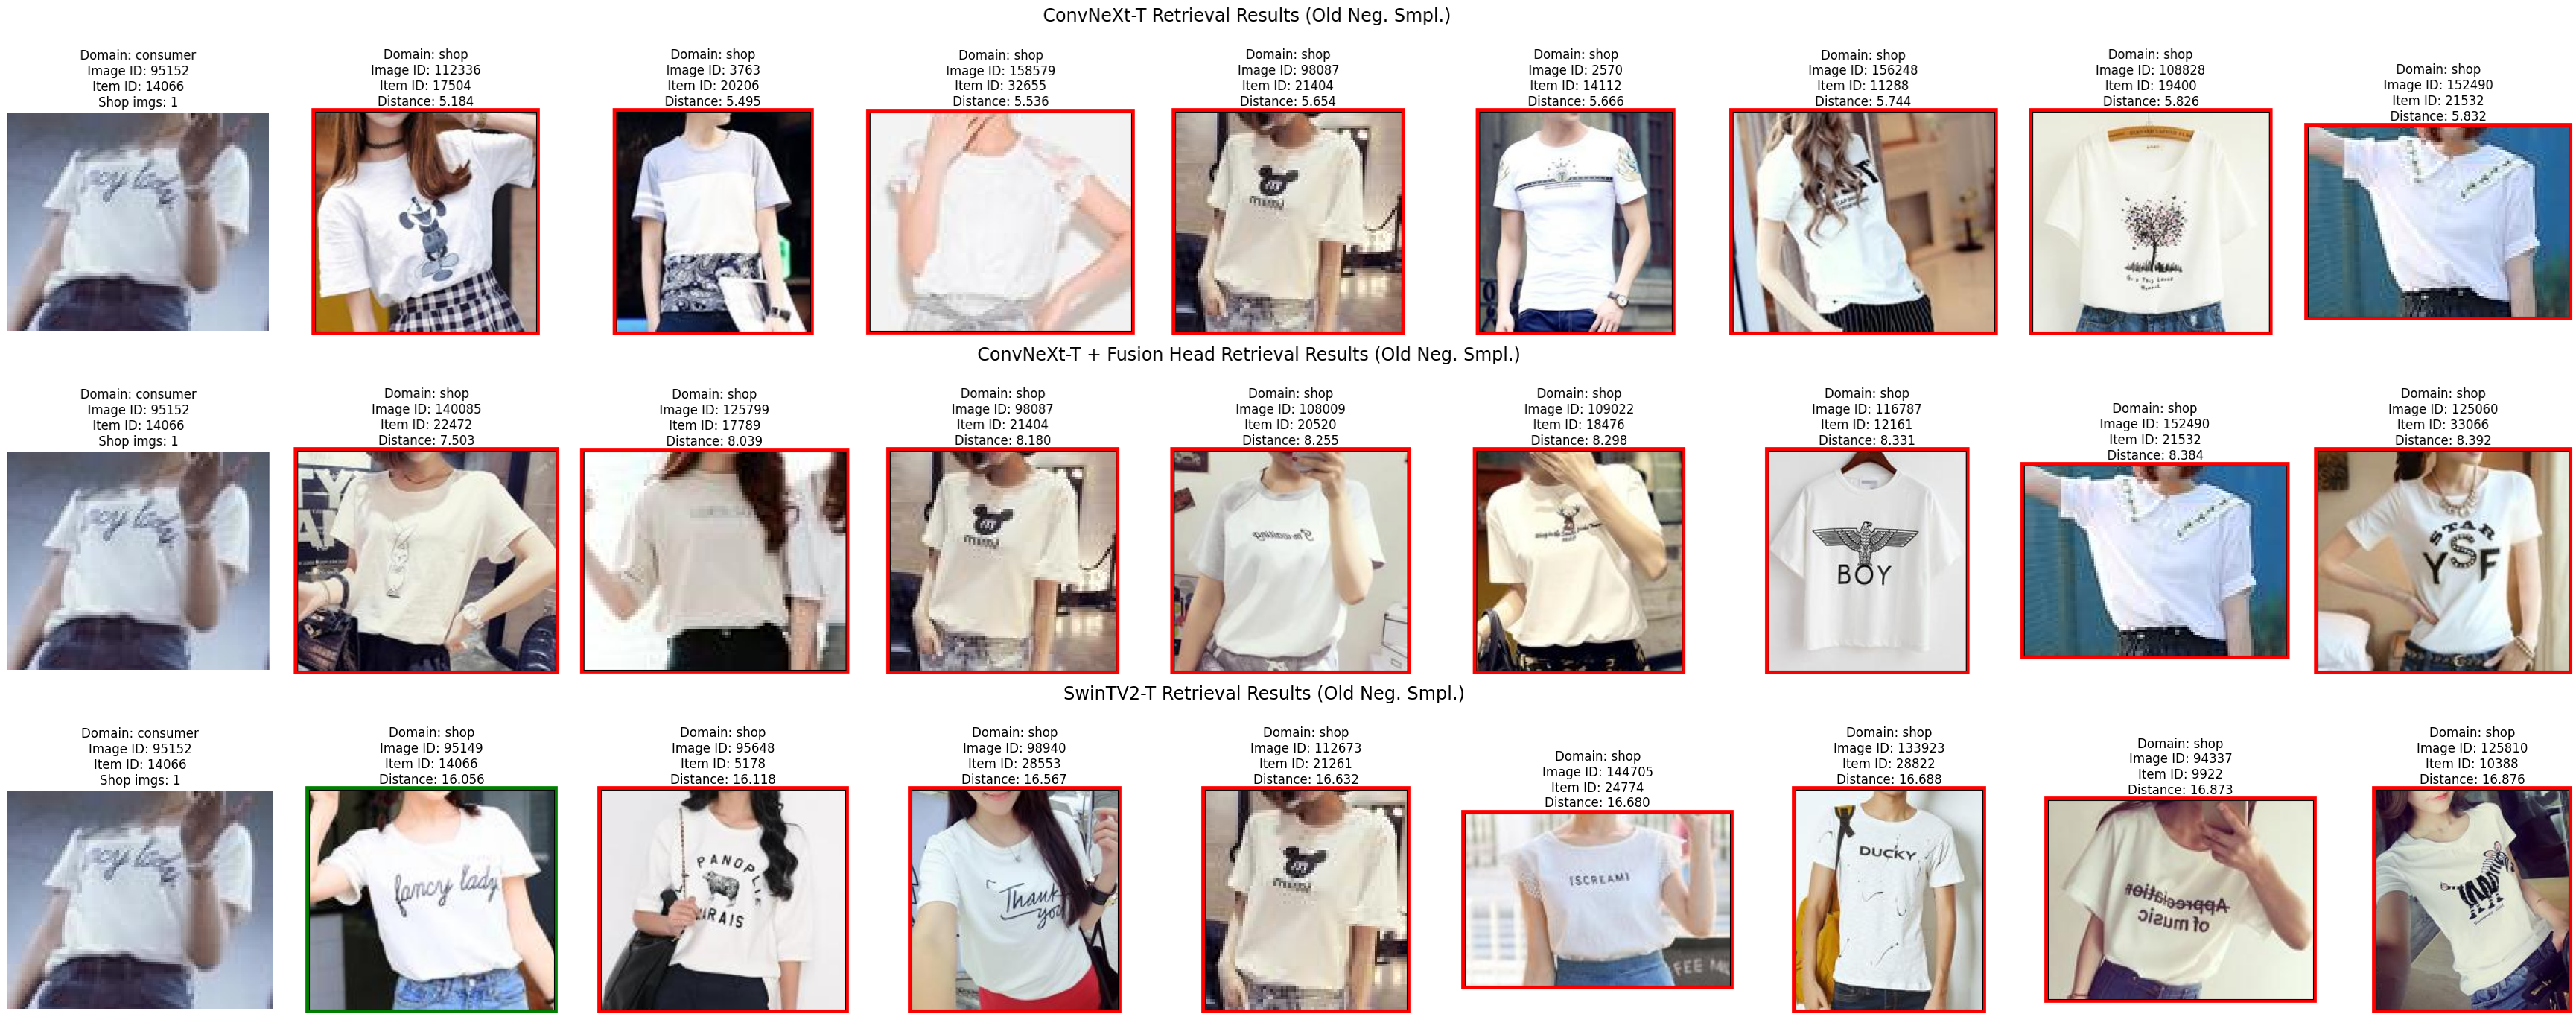 ConvNeXt-T Retrieval Results (Old Neg. Smpl.)
Domain: consumer
Image ID: 95152
Item ID: 14066
Shop imgs: 1
Domain: shop
Image ID: 112336
Item ID: 17504
Distance: 5.184
Domain: shop
Image ID: 3763
Item ID: 20206
Distance: 5.495
Domain: shop
Image ID: 158579
Item ID: 32655
Distance: 5.536
Domain: shop
Image ID: 98087
Item ID: 21404
Distance: 5.654
Domain: shop
Image ID: 2570
Item ID: 14112
Distance: 5.666
Domain: shop
Image ID: 156248
Item ID: 11288
Distance: 5.744
Domain: shop
Image ID: 108828
Item ID: 19400
Distance: 5.826
Domain: shop
Image ID: 152490
Item ID: 21532
Distance: 5.832
ConvNeXt-T + Fusion Head Retrieval Results (Old Neg. Smpl.)
Domain: consumer
Image ID: 95152
Item ID: 14066
Shop imgs: 1
Domain: shop
Image ID: 140085
Item ID: 22472
Distance: 7.503
Domain: shop
Image ID: 125799
Item ID: 17789
Distance: 8.039
Domain: shop
Image ID: 98087
Item ID: 21404
Distance: 8.180
Domain: shop
Image ID: 108009
Item ID: 20520
Distance: 8.255
I'm waiting
Domain: shop
Image ID: 109022
Item ID: 18476
Distance: 8.298
Domain: shop
Image ID: 116787
Item ID: 12161
Distance: 8.331
BOY
Domain: shop
Image ID: 152490
Item ID: 21532
Distance: 8.384
Domain: shop
Image ID: 125060
Item ID: 33066
Distance: 8.392
STAR
YSF
SwinTV2-T Retrieval Results (Old Neg. Smpl.)
Domain: consumer
Image ID: 95152
Item ID: 14066
Shop imgs: 1
Domain: shop
Image ID: 95149
Item ID: 14066
Distance: 16.056
fancy lady
Domain: shop
Image ID: 95648
Item ID: 5178
Distance: 16.118
PANOPLIE
MARAIS
Domain: shop
Image ID: 98940
Item ID: 28553
Distance: 16.567
Thank
you
Domain: shop
Image ID: 112673
Item ID: 21261
Distance: 16.632
Domain: shop
Image ID: 144705
Item ID: 24774
Distance: 16.680
[SCREAM]
Domain: shop
Image ID: 133923
Item ID: 28822
Distance: 16.688
DUCKY
Domain: shop
Image ID: 94337
Item ID: 9922
Distance: 16.873
Appreciation
of music
Domain: shop
Image ID: 125810
Item ID: 10388
Distance: 16.876